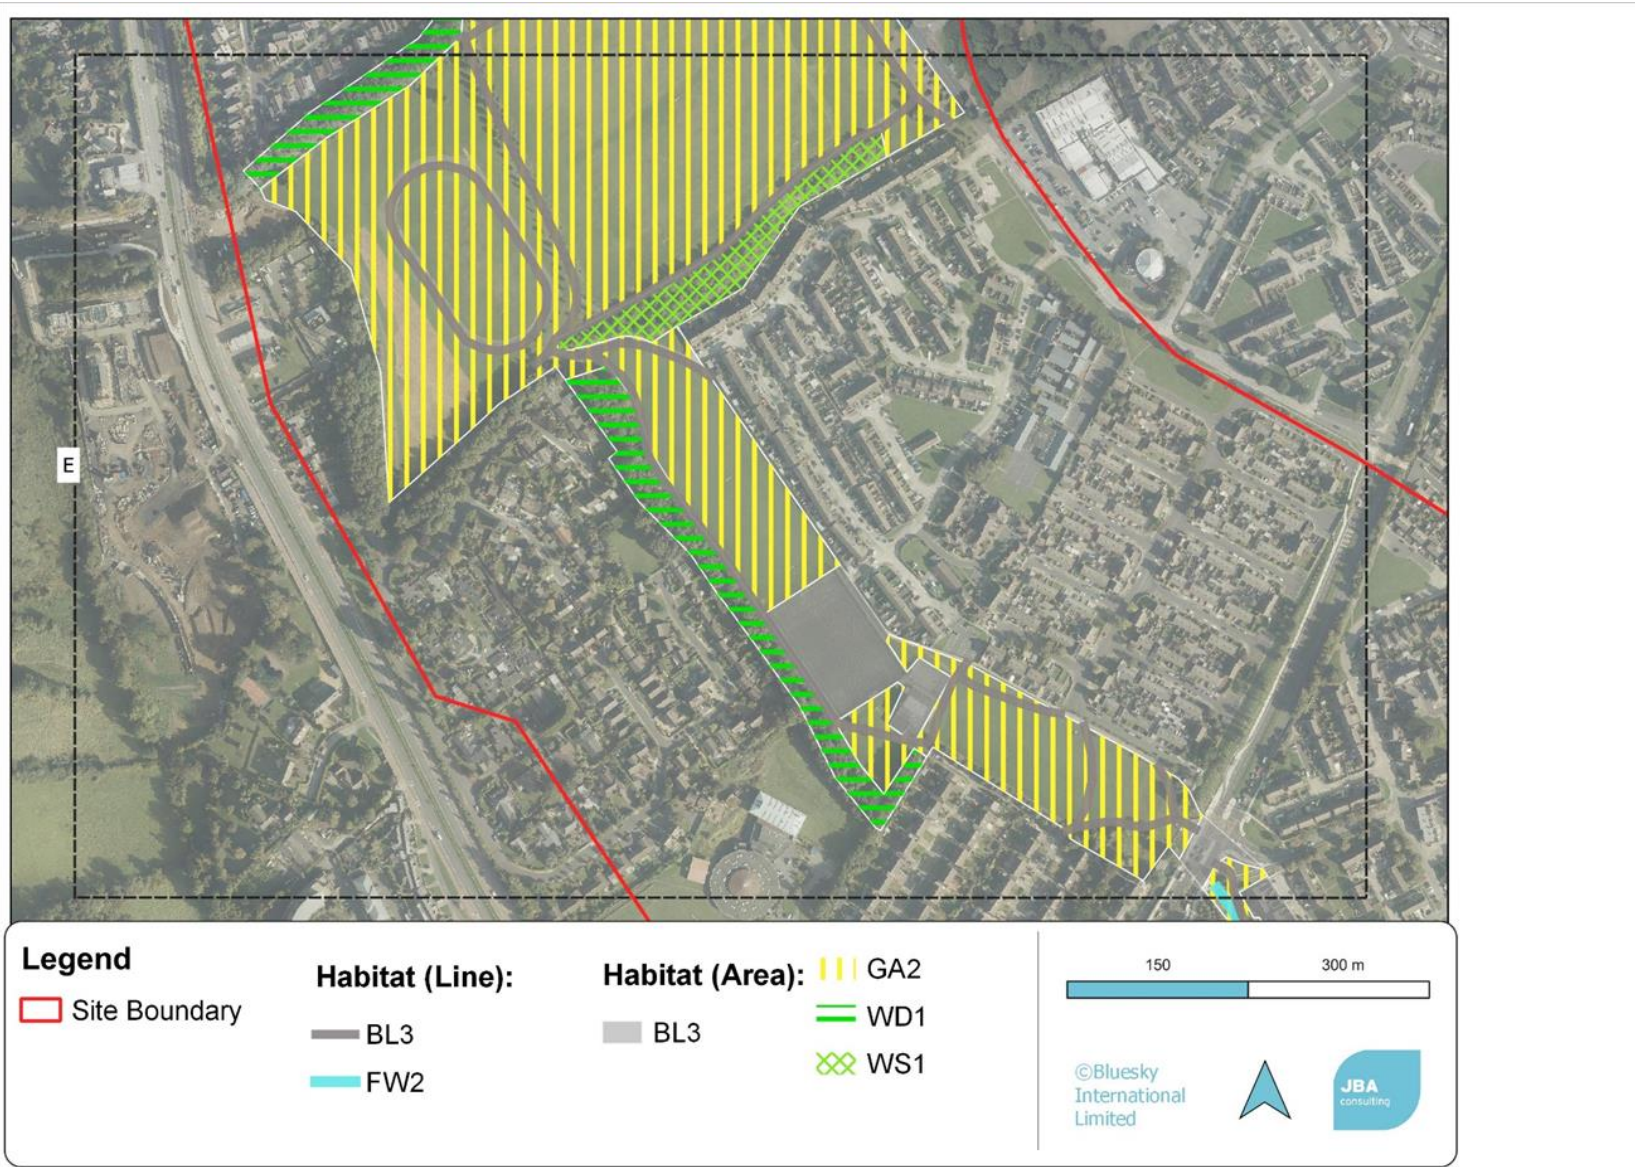 E
Legend
Site Boundary
Habitat (Line):
BL3
FW2
Habitat (Area):
BL3
GA2
WD1
WS1
150
300 m
©Bluesky
International
Limited
JBA
consulting